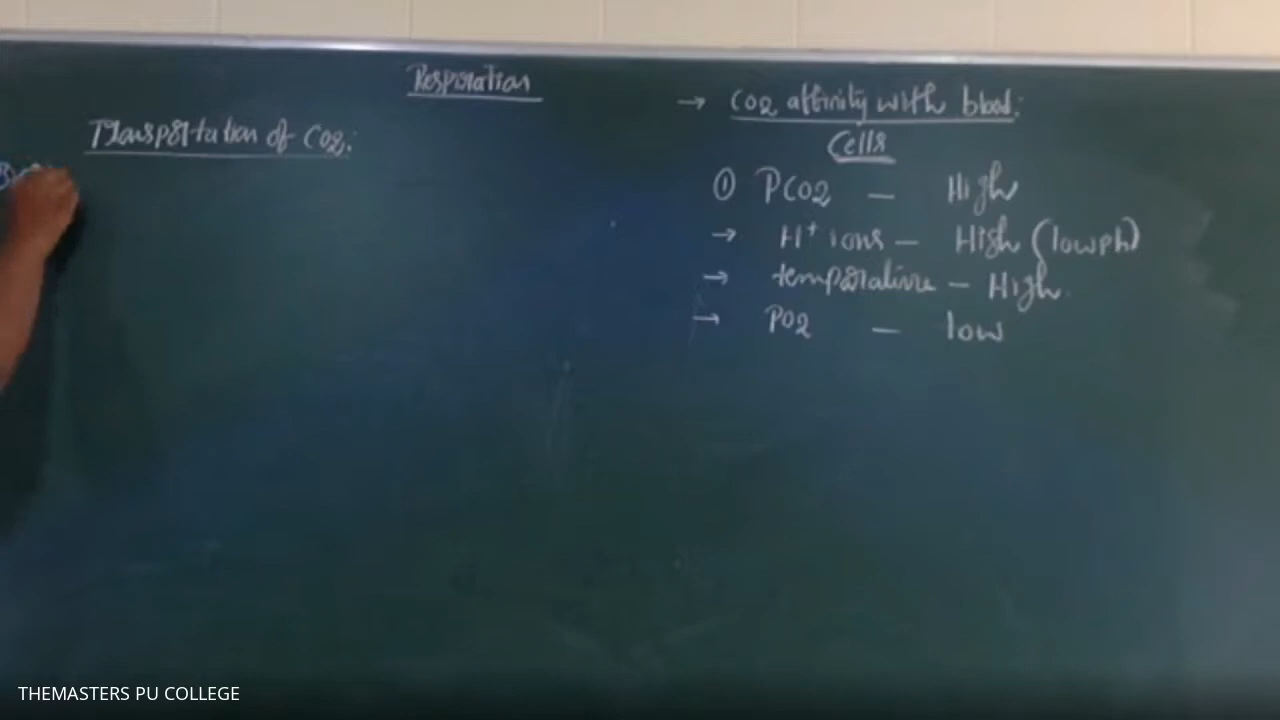 Respiration
Transportation of CO2:
→ CO2 affinity with blood:
Cells
① PCO2 — High
→ H+ ions — High (low pH)
→ temparature — High.
→ PO2 — low
THEMASTERS PU COLLEGE